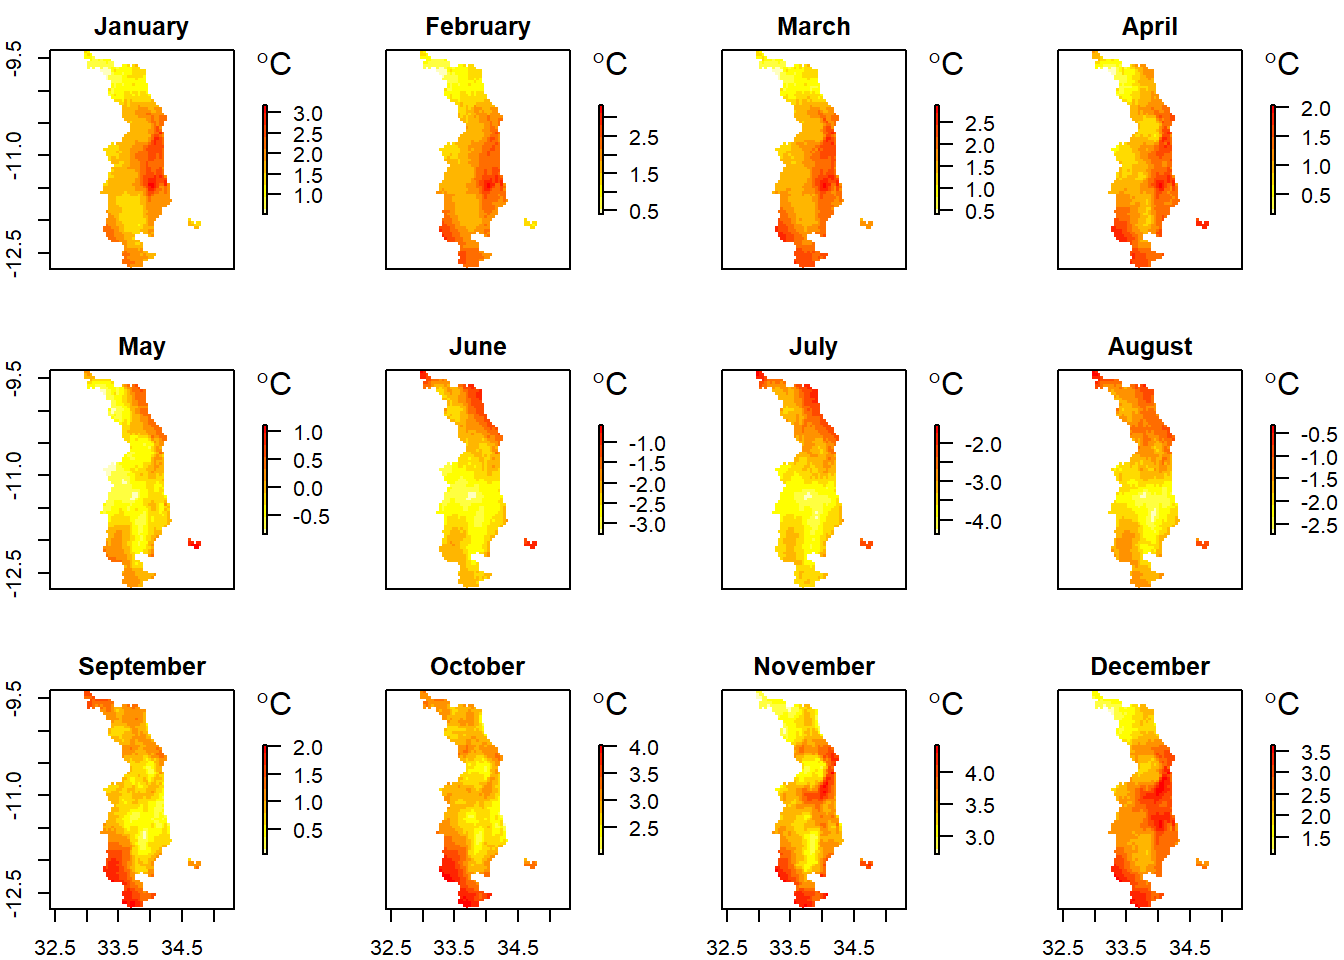 January February March April
-9.5 °C °C °C °C
3.0 2.5 2.5 2.0
2.5 1.5 2.0 1.5
-11.0 2.0 0.5 1.5 1.0
1.5 1.0 0.5
1.0 0.5
-12.5
May June July August
-9.5 °C °C °C °C
1.0 -1.0 -2.0 -0.5
0.5 -1.5 -3.0 -1.0
-11.0 0.0 -2.0 -4.0 -1.5
-0.5 -2.5 -2.0
-3.0 -2.5
-12.5
September October November December
-9.5 °C °C °C °C
2.0 4.0 4.0 3.5
1.5 3.5 3.5 3.0
-11.0 1.0 3.0 3.0 2.5
0.5 2.5 2.0
1.5
-12.5
32.5 33.5 34.5 32.5 33.5 34.5 32.5 33.5 34.5 32.5 33.5 34.5